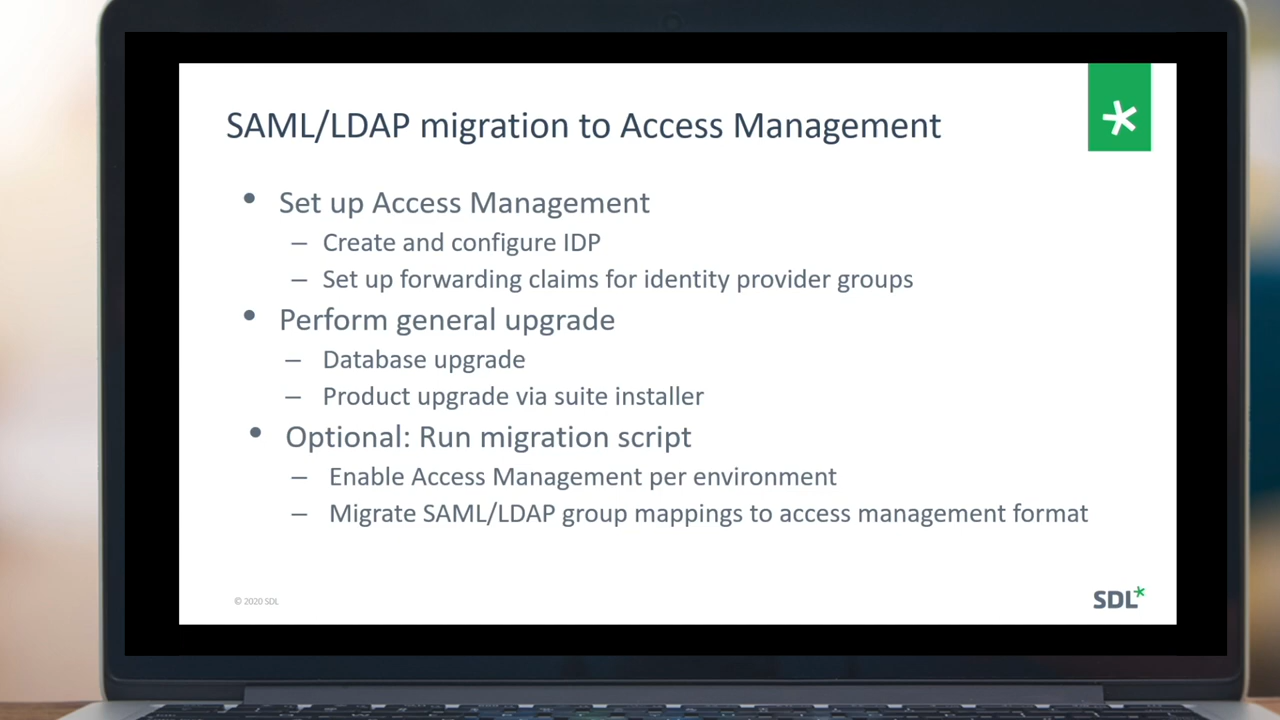 SAML/LDAP migration to Access Management
• Set up Access Management
– Create and configure IDP
– Set up forwarding claims for identity provider groups
• Perform general upgrade
– Database upgrade
– Product upgrade via suite installer
• Optional: Run migration script
– Enable Access Management per environment
– Migrate SAML/LDAP group mappings to access management format
© 2020 SDL
SDL*